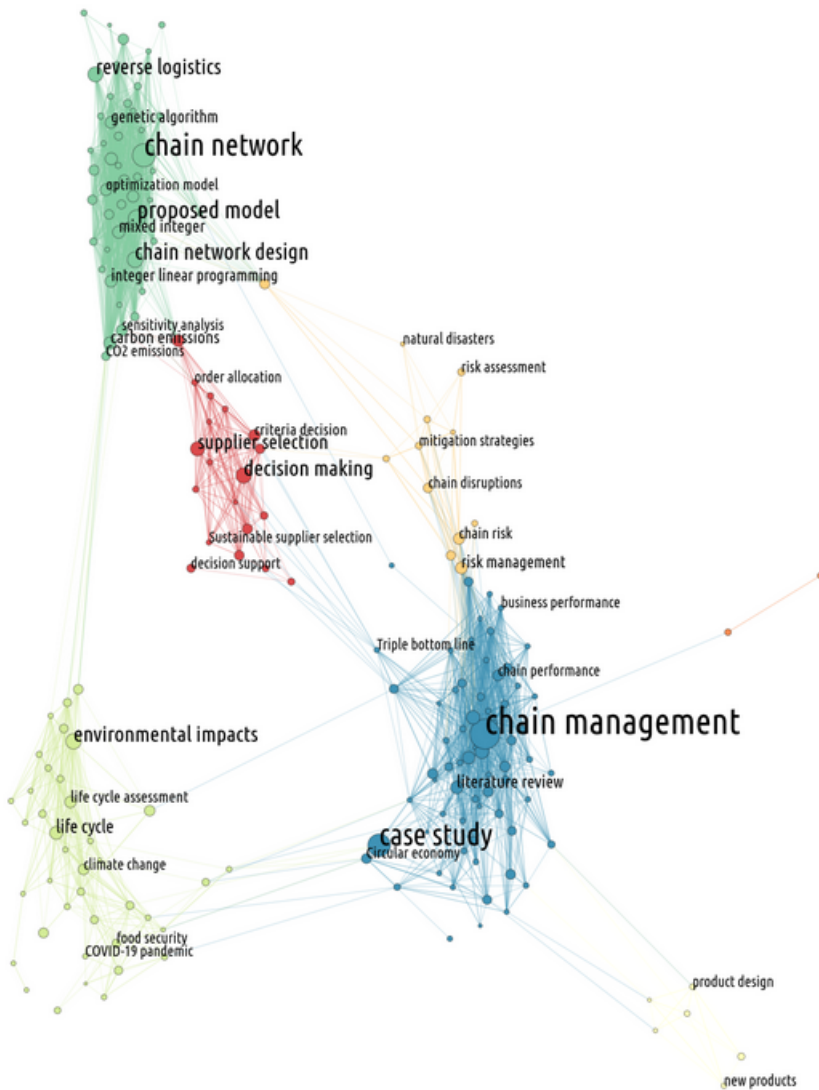 reverse logistics
genetic algorithm
chain network
optimization model
proposed model
mixed integer
chain network design
integer linear programming
sensitivity analysis
carbon emissions
CO2 emissions
natural disasters
risk assessment
order allocation
criteria decision
supplier selection
mitigation strategies
decision making
chain disruptions
Sustainable supplier selection
chain risk
decision support
risk management
business performance
Triple bottom line
chain performance
chain management
environmental impacts
literature review
life cycle assessment
life cycle
case study
Circular economy
climate change
food security
COVID-19 pandemic
product design
new products